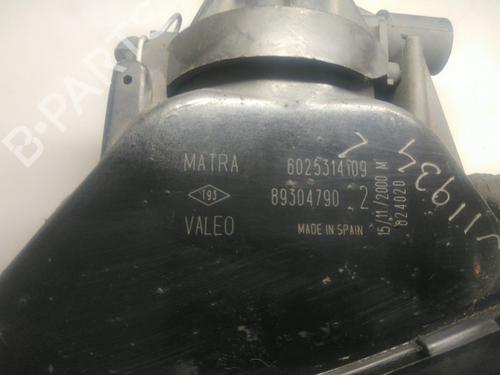 MATRA 6025314109
193 89304790 2
VALEO MADE IN SPAIN
15/11/2000 M
824020
B-PARTS